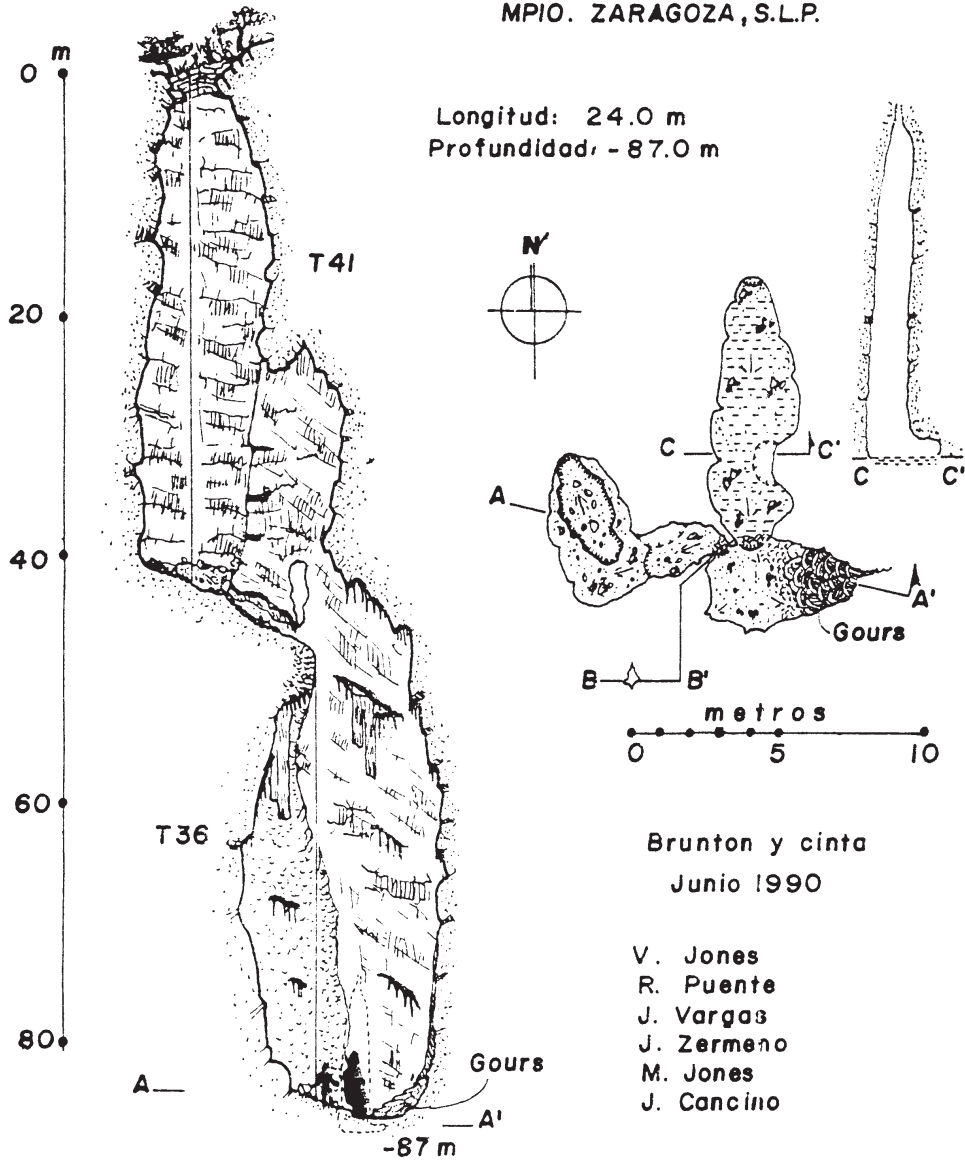 MPIO. ZARAGOZA, S.L.P.
Longitud: 24.0 m
Profundidad: -87.0 m
m
0
20
40
60
80
T41
T36
N
A
A'
B
B'
C
C'
C
C'
Gours
metros
0
5
10
Brunton y cinta
Junio 1990
V. Jones
R. Puente
J. Vargas
J. Zermeno
M. Jones
J. Cancino
A
Gours
A'
-87 m